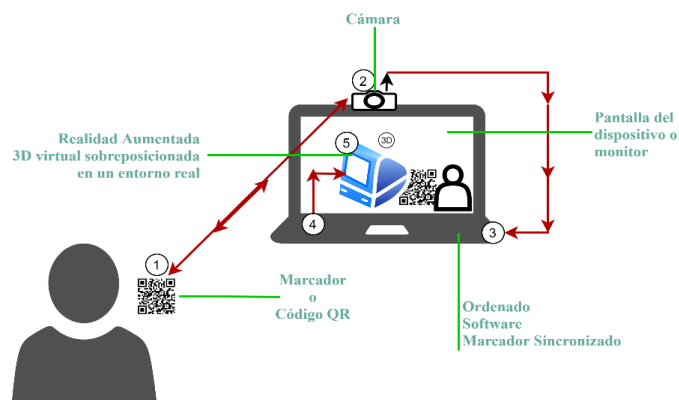 Cámara
2
Pantalla del
dispositivo o
monitor
Realidad Aumentada
3D virtual sobreposicionada
en un entorno real
5
3D
4
3
1
Marcador
o
Código QR
Ordenado
Software
Marcador Sincronizado